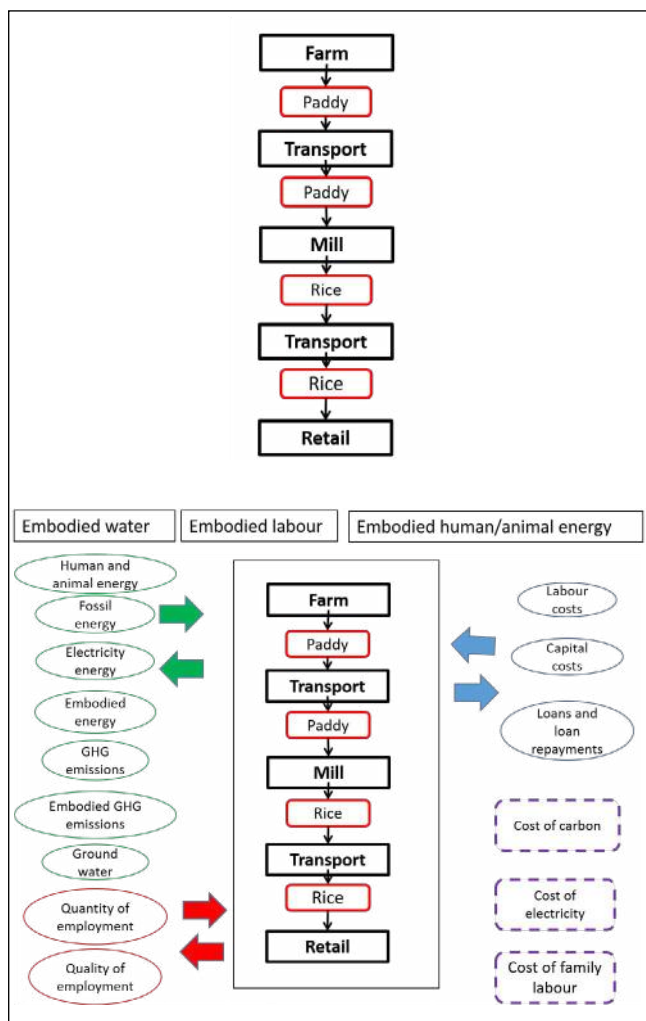 Farm
Paddy
Transport
Paddy
Mill
Rice
Transport
Rice
Retail
Embodied water
Embodied labour
Embodied human/animal energy
Human and
animal energy
Fossil
energy
Electricity
energy
Embodied
energy
GHG
emissions
Embodied GHG
emissions
Ground
water
Quantity of
employment
Quality of
employment
Farm
Paddy
Transport
Paddy
Mill
Rice
Transport
Rice
Retail
Labour
costs
Capital
costs
Loans and
loan
repayments
Cost of carbon
Cost of
electricity
Cost of family
labour